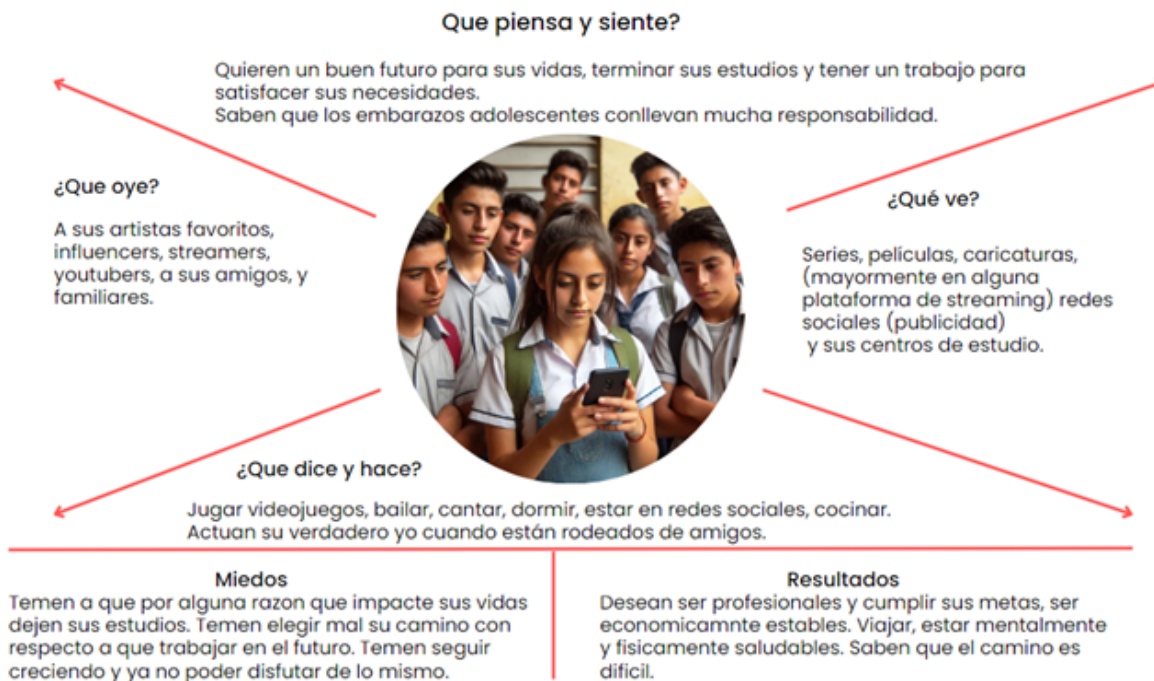 Que piensa y siente?
Quieren un buen futuro para sus vidas, terminar sus estudios y tener un trabajo para
satisfacer sus necesidades.
Saben que los embarazos adolescentes conllevan mucha responsabilidad.
¿Que oye?
A sus artistas favoritos,
influencers, streamers,
youtubers, a sus amigos, y
familiares.
¿Qué ve?
Series, películas, caricaturas,
(mayormente en alguna
plataforma de streaming) redes
sociales (publicidad)
y sus centros de estudio.
¿Que dice y hace?
Jugar videojuegos, bailar, cantar, dormir, estar en redes sociales, cocinar.
Actuan su verdadero yo cuando están rodeados de amigos.
Miedos
Temen a que por alguna razon que impacte sus vidas
dejen sus estudios. Temen elegir mal su camino con
respecto a que trabajar en el futuro. Temen seguir
creciendo y ya no poder disfutar de lo mismo.
Resultados
Desean ser profesionales y cumplir sus metas, ser
economicamnte estables. Viajar, estar mentalmente
y fisicamente saludables. Saben que el camino es
dificil.